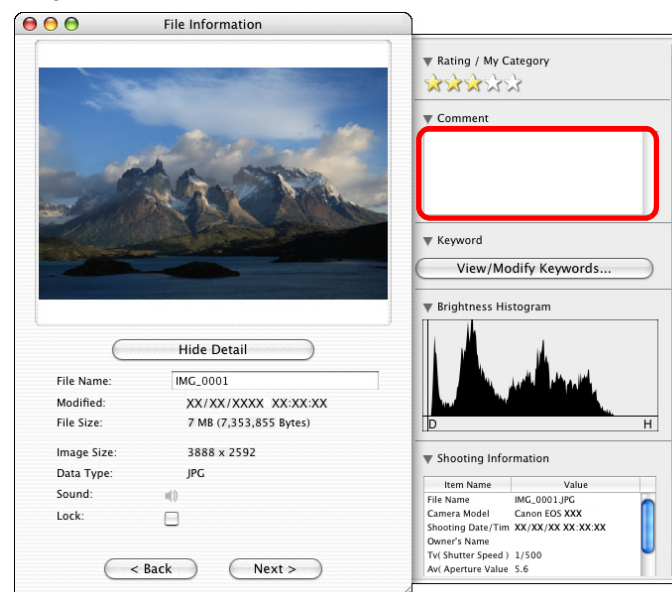 File Information
Hide Detail
File Name: IMG_0001
Modified: XX/XX/XXXX XX:XX:XX
File Size: 7 MB (7,353,855 Bytes)
Image Size: 3888 x 2592
Data Type: JPG
Sound:
Lock:
< Back Next >
Rating / My Category
Comment
Keyword
View/Modify Keywords...
Brightness Histogram
D H
Shooting Information
Item Name Value
File Name IMG_0001.JPG
Camera Model Canon EOS XXX
Shooting Date/Tim XX/XX/XX XX:XX:XX
Owner's Name
Tv( Shutter Speed ) 1/500
Av( Aperture Value 5.6